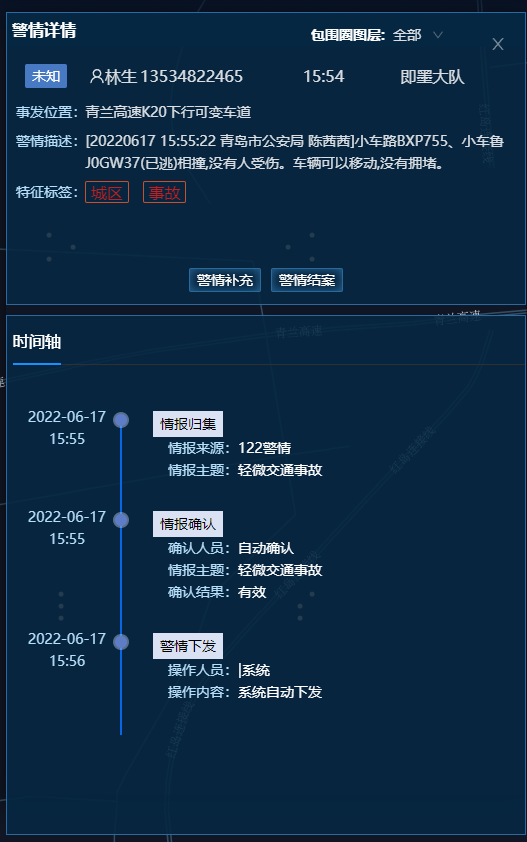 警情详情 包围圈图层: 全部
未知 林生 13534822465 15:54 即墨大队
事发位置: 青兰高速K20下行可变车道
警情描述: [20220617 15:55:22 青岛市公安局 陈茜茜]小车路BXP755、小车鲁
J0GW37(已逃)相撞,没有人受伤。车辆可以移动,没有拥堵。
特征标签: 城区 事故
警情补充 警情结案
青兰高速
时间轴
青兰高速
2022-06-17 情报归集
15:55 情报来源: 122警情
情报主题: 轻微交通事故
2022-06-17 情报确认
15:55 确认人员: 自动确认
情报主题: 轻微交通事故
确认结果: 有效
2022-06-17 警情下发
15:56 操作人员: |系统
操作内容: 系统自动下发